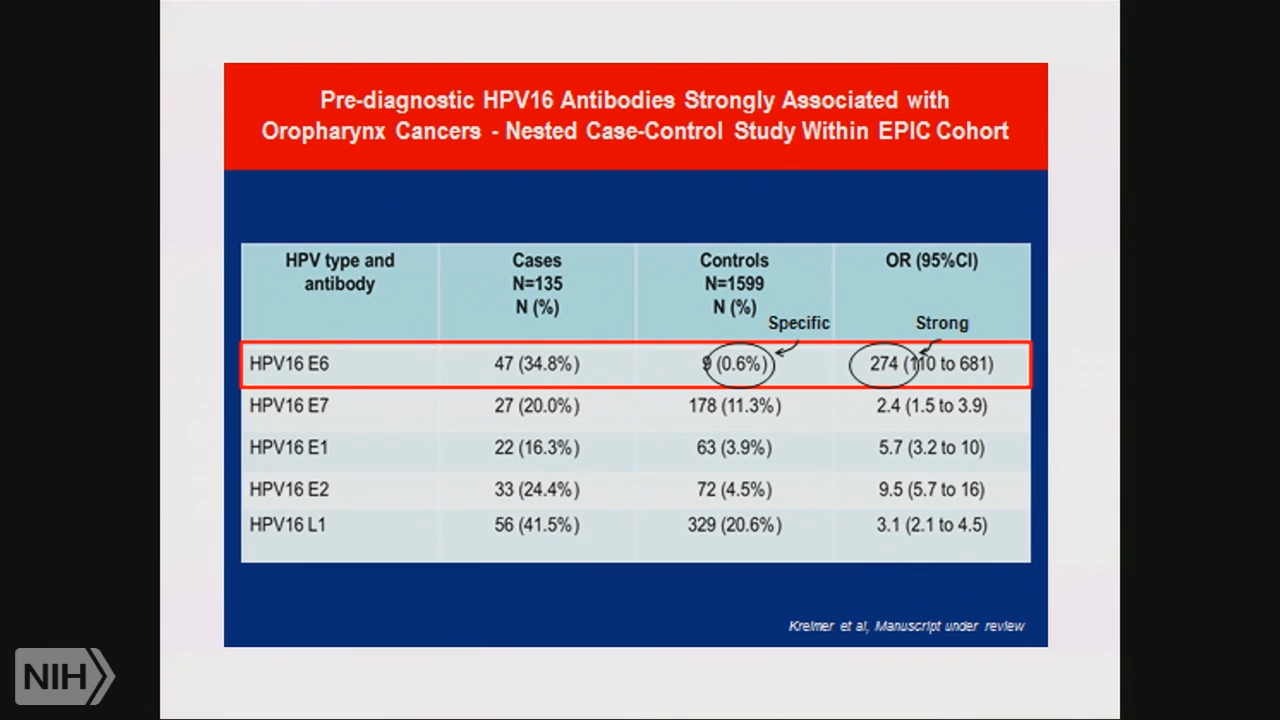 Pre-diagnostic HPV16 Antibodies Strongly Associated with
Oropharynx Cancers - Nested Case-Control Study Within EPIC Cohort
HPV type and antibody
Cases
N=135
N (%)
Controls
N=1599
N (%)
OR (95%CI)
Specific
Strong
HPV16 E6 47 (34.8%) 9 (0.6%) 274 (110 to 681)
HPV16 E7 27 (20.0%) 178 (11.3%) 2.4 (1.5 to 3.9)
HPV16 E1 22 (16.3%) 63 (3.9%) 5.7 (3.2 to 10)
HPV16 E2 33 (24.4%) 72 (4.5%) 9.5 (5.7 to 16)
HPV16 L1 56 (41.5%) 329 (20.6%) 3.1 (2.1 to 4.5)
Kreimer et al, Manuscript under review
NIH